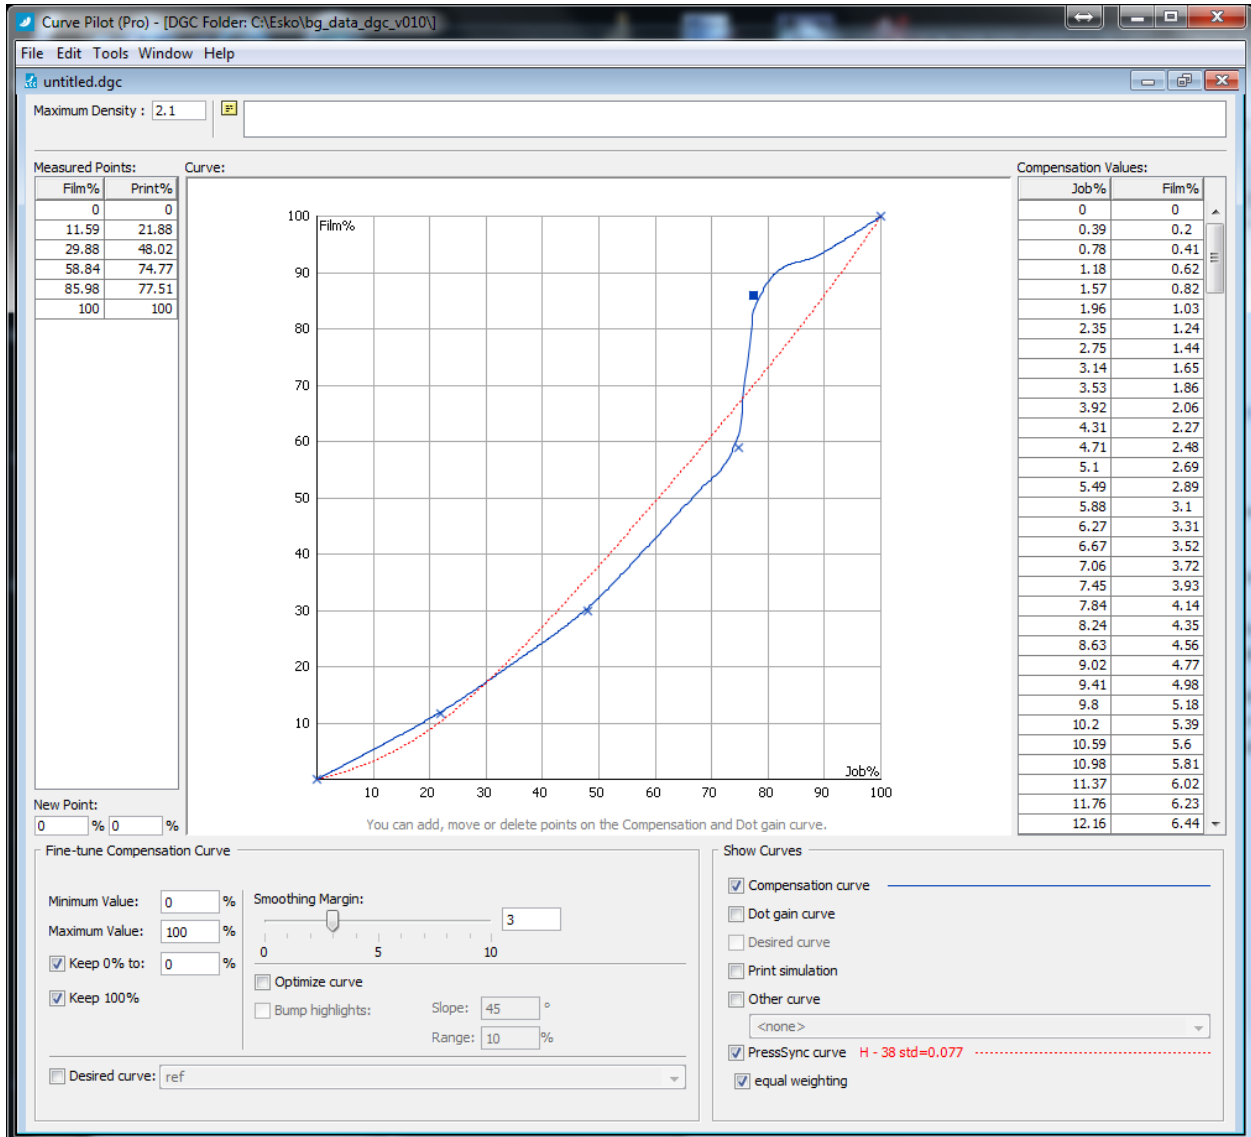 Curve Pilot (Pro) - [DGC Folder: C:\Esko\bg_data_dgc_v010\]
File Edit Tools Window Help
untitled.dgc
Maximum Density : 2.1
Measured Points:
Film% Print%
0 0
11.59 21.88
29.88 48.02
58.84 74.77
85.98 77.51
100 100
New Point:
0 % 0 %
Curve:
Film%
100
90
80
70
60
50
40
30
20
10
Job%
10 20 30 40 50 60 70 80 90 100
You can add, move or delete points on the Compensation and Dot gain curve.
Compensation Values:
Job% Film%
0 0
0.39 0.2
0.78 0.41
1.18 0.62
1.57 0.82
1.96 1.03
2.35 1.24
2.75 1.44
3.14 1.65
3.53 1.86
3.92 2.06
4.31 2.27
4.71 2.48
5.1 2.69
5.49 2.89
5.88 3.1
6.27 3.31
6.67 3.52
7.06 3.72
7.45 3.93
7.84 4.14
8.24 4.35
8.63 4.56
9.02 4.77
9.41 4.98
9.8 5.18
10.2 5.39
10.59 5.6
10.98 5.81
11.37 6.02
11.76 6.23
12.16 6.44
Fine-tune Compensation Curve
Minimum Value: 0 %
Maximum Value: 100 %
Keep 0% to: 0 %
Keep 100%
Smoothing Margin:
3
0 5 10
Optimize curve
Bump highlights: Slope: 45 °
Range: 10 %
Desired curve: ref
Show Curves
Compensation curve
Dot gain curve
Desired curve
Print simulation
Other curve
<none>
PressSync curve H - 38 std=0.077
equal weighting